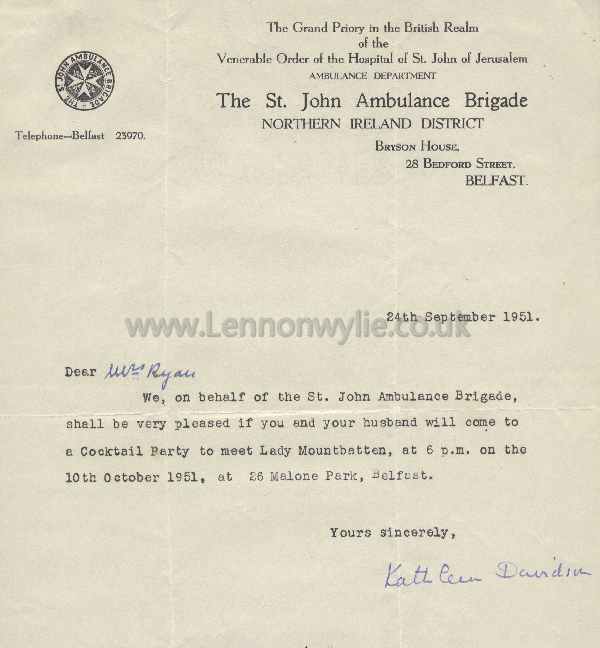 The Grand Priory in the British Realm
of the
Venerable Order of the Hospital of St. John of Jerusalem
AMBULANCE DEPARTMENT
The St. John Ambulance Brigade
NORTHERN IRELAND DISTRICT
BRYSON HOUSE,
28 BEDFORD STREET,
BELFAST.
THE ST. JOHN AMBULANCE BRIGADE
Telephone—Belfast 25970.
24th September 1951.
www.Lennonwylie.co.uk
Dear Mrs Ryan
We, on behalf of the St. John Ambulance Brigade,
shall be very pleased if you and your husband will come to
a Cocktail Party to meet Lady Mountbatten, at 6 p.m. on the
10th October 1951, at 26 Malone Park, Belfast.
Yours sincerely,
Kathleen Davidson